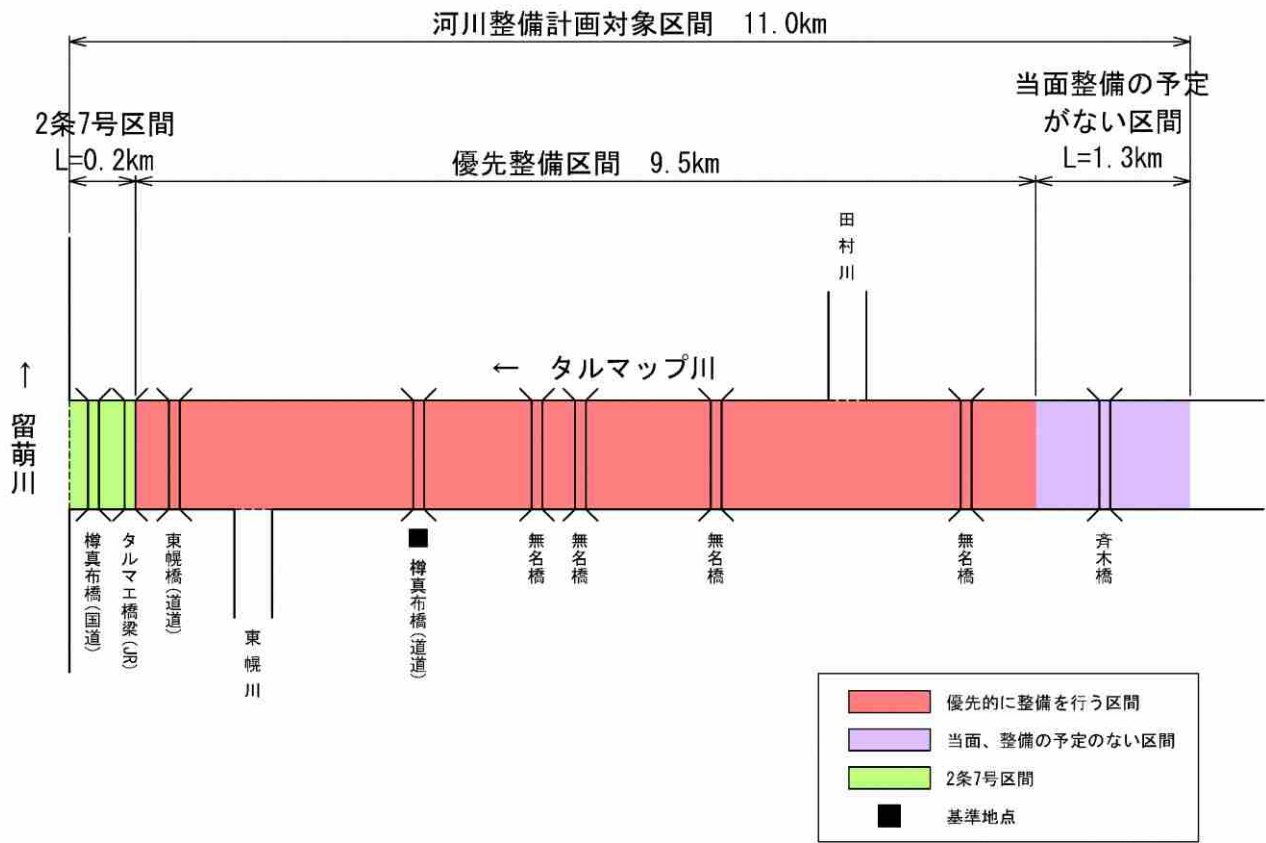 河川整備計画対象区間 11.0km
2条7号区間
L=0.2km
優先整備区間 9.5km
当面整備の予定
がない区間
L=1.3km
田村川
← タルマップ川
↑
留萌川
樽真布橋(国道)
タルマエ橋梁(JR)
東幌橋(道道)
東幌川
樽真布橋(道道)
無名橋
無名橋
無名橋
無名橋
斉木橋
優先的に整備を行う区間
当面、整備の予定のない区間
2条7号区間
基準地点